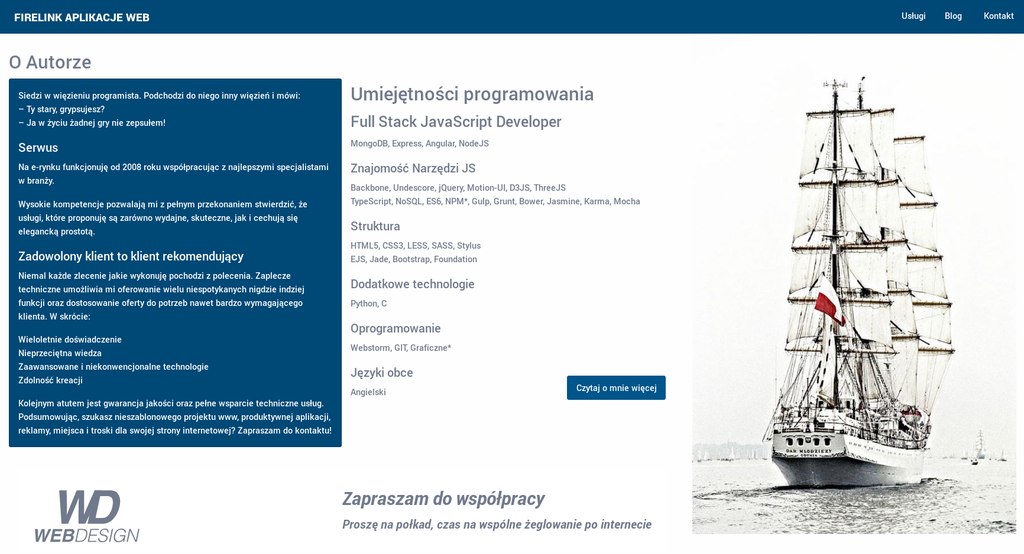 FIRELINK APLIKACJE WEB
Usługi Blog Kontakt
O Autorze
Siedzi w więzieniu programista. Podchodzi do niego inny więzień i mówi:
– Ty stary, grypsujesz?
– Ja w życiu żadnej gry nie zepsułem!
Serwus
Na e-rynku funkcjonuję od 2008 roku współpracując z najlepszymi specjalistami
w branży.
Wysokie kompetencje pozwalają mi z pełnym przekonaniem stwierdzić, że
usługi, które proponuję są zarówno wydajne, skuteczne, jak i cechują się
elegancką prostotą.
Zadowolony klient to klient rekomendujący
Niemal każde zlecenie jakie wykonuję pochodzi z polecenia. Zaplecze
techniczne umożliwia mi oferowanie wielu niespotykanych nigdzie indziej
funkcji oraz dostosowanie oferty do potrzeb nawet bardzo wymagającego
klienta. W skrócie:
Wieloletnie doświadczenie
Nieprzeciętna wiedza
Zaawansowane i niekonwencjonalne technologie
Zdolność kreacji
Kolejnym atutem jest gwarancja jakości oraz pełne wsparcie techniczne usług.
Podsumowując, szukasz nieszablonowego projektu www, produktywnej aplikacji,
reklamy, miejsca i troski dla swojej strony internetowej? Zapraszam do kontaktu!
Umiejętności programowania
Full Stack JavaScript Developer
MongoDB, Express, Angular, NodeJS
Znajomość Narzędzi JS
Backbone, Undescore, jQuery, Motion-UI, D3JS, ThreeJS
TypeScript, NoSQL, ES6, NPM*, Gulp, Grunt, Bower, Jasmine, Karma, Mocha
Struktura
HTML5, CSS3, LESS, SASS, Stylus
EJS, Jade, Bootstrap, Foundation
Dodatkowe technologie
Python, C
Oprogramowanie
Webstorm, GIT, Graficzne*
Języki obce
Angielski
Czytaj o mnie więcej
DAR MŁODZIEŻY
GDYNIA
WD
WEBDESIGN
Zapraszam do współpracy
Proszę na połkad, czas na wspólne żeglowanie po internecie